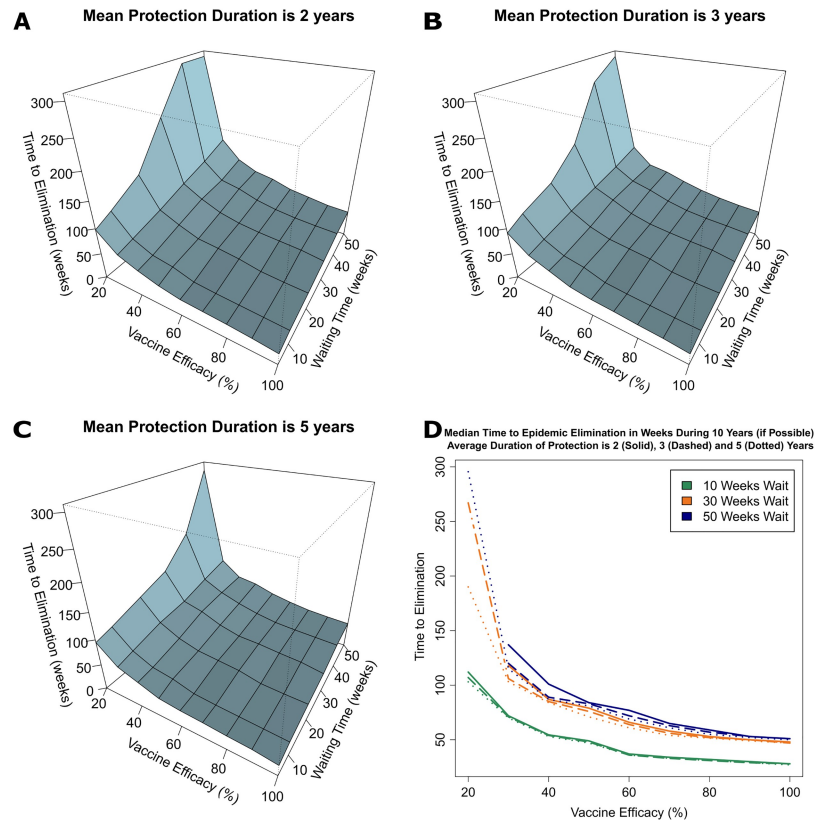 A
Mean Protection Duration is 2 years
300
250
200
150
100
50
0
Time to Elimination (weeks)
20
40
60
80
100
Vaccine Efficacy (%)
10
20
30
40
50
Waiting Time (weeks)
B
Mean Protection Duration is 3 years
300
250
200
150
100
50
0
Time to Elimination (weeks)
20
40
60
80
100
Vaccine Efficacy (%)
10
20
30
40
50
Waiting Time (weeks)
C
Mean Protection Duration is 5 years
300
250
200
150
100
50
0
Time to Elimination (weeks)
20
40
60
80
100
Vaccine Efficacy (%)
10
20
30
40
50
Waiting Time (weeks)
D
Median Time to Epidemic Elimination in Weeks During 10 Years (if Possible)
Average Duration of Protection is 2 (Solid), 3 (Dashed) and 5 (Dotted) Years
10 Weeks Wait
30 Weeks Wait
50 Weeks Wait
300
250
200
150
100
50
Time to Elimination
20
40
60
80
100
Vaccine Efficacy (%)